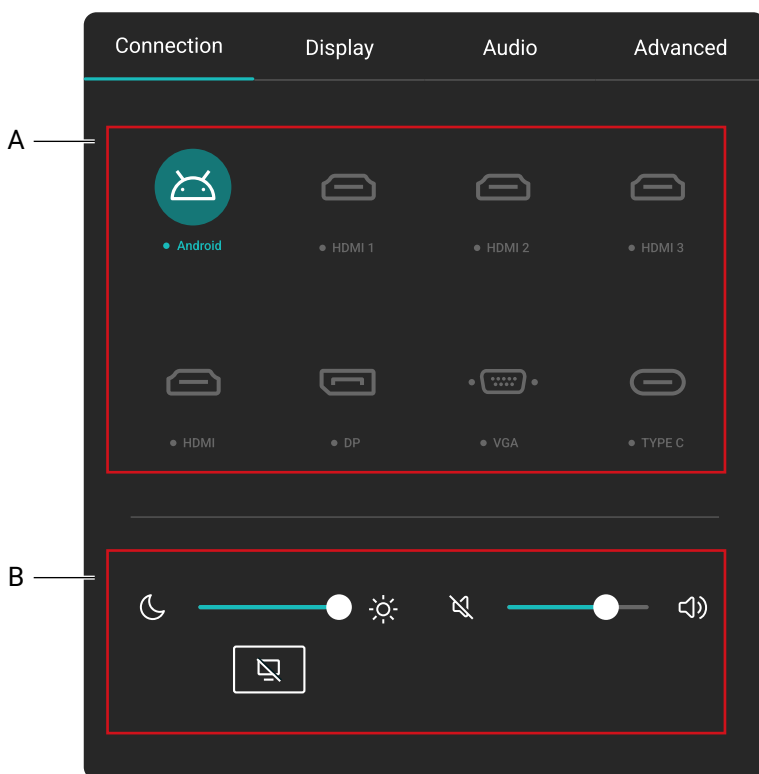 Connection Display Audio Advanced
A
Android HDMI 1 HDMI 2 HDMI 3
HDMI DP VGA TYPE C
B